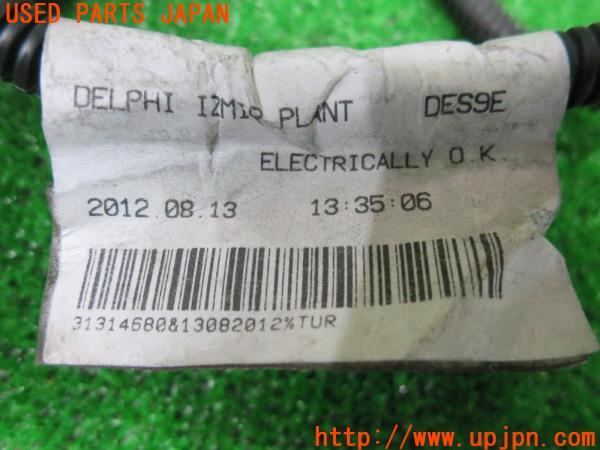 USED PARTS JAPAN
DELPHI IZMIR PLANT DES9E
ELECTRICALLY O.K.
2012.08.13 13:35:06
31314680&13082012%TUR
http://www.upjpn.com